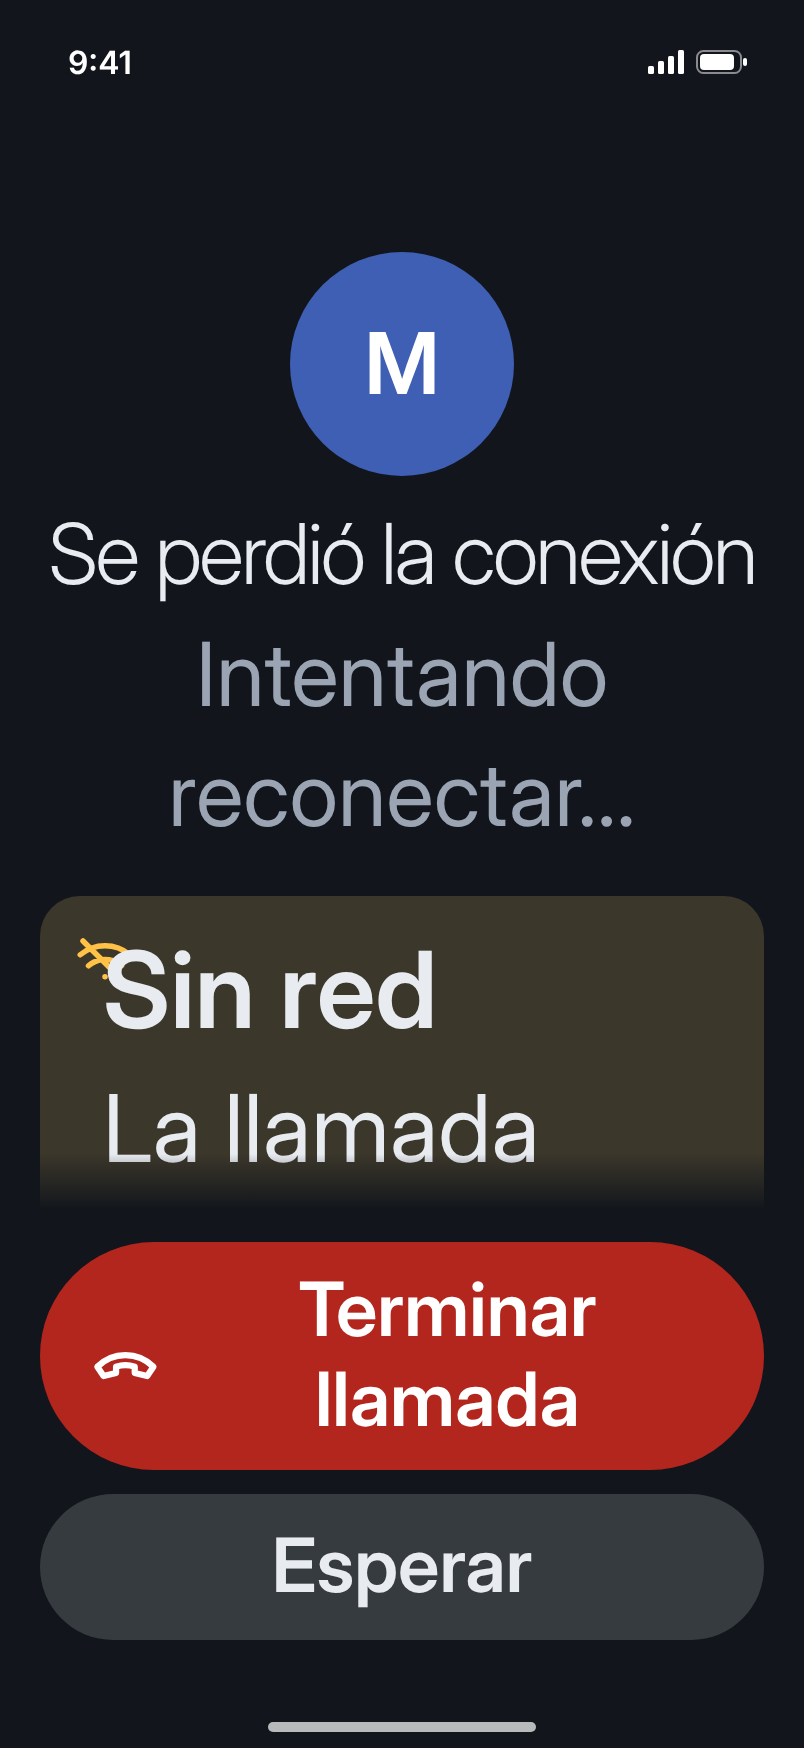 9:41
M
Se perdió la conexión
Intentando
reconectar...
Sin red
La llamada
Terminar
llamada
Esperar